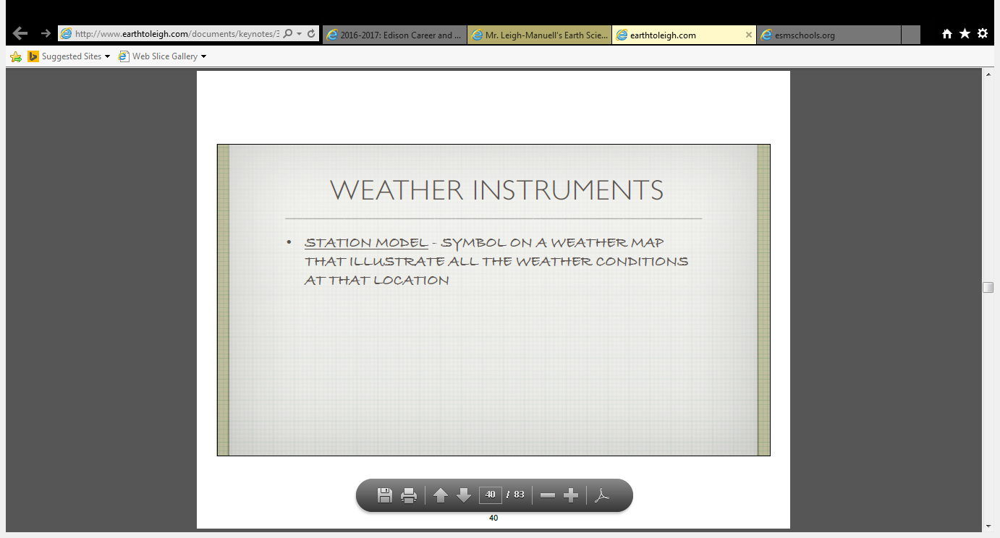 http://www.earthtoleigh.com/documents/keynotes/3
2016-2017: Edison Career and ...
Mr. Leigh-Manuell's Earth Scie...
earthtoleigh.com
esmschools.org
Suggested Sites
Web Slice Gallery
WEATHER INSTRUMENTS
• STATION MODEL - SYMBOL ON A WEATHER MAP
THAT ILLUSTRATE ALL THE WEATHER CONDITIONS
AT THAT LOCATION
40 / 83
40